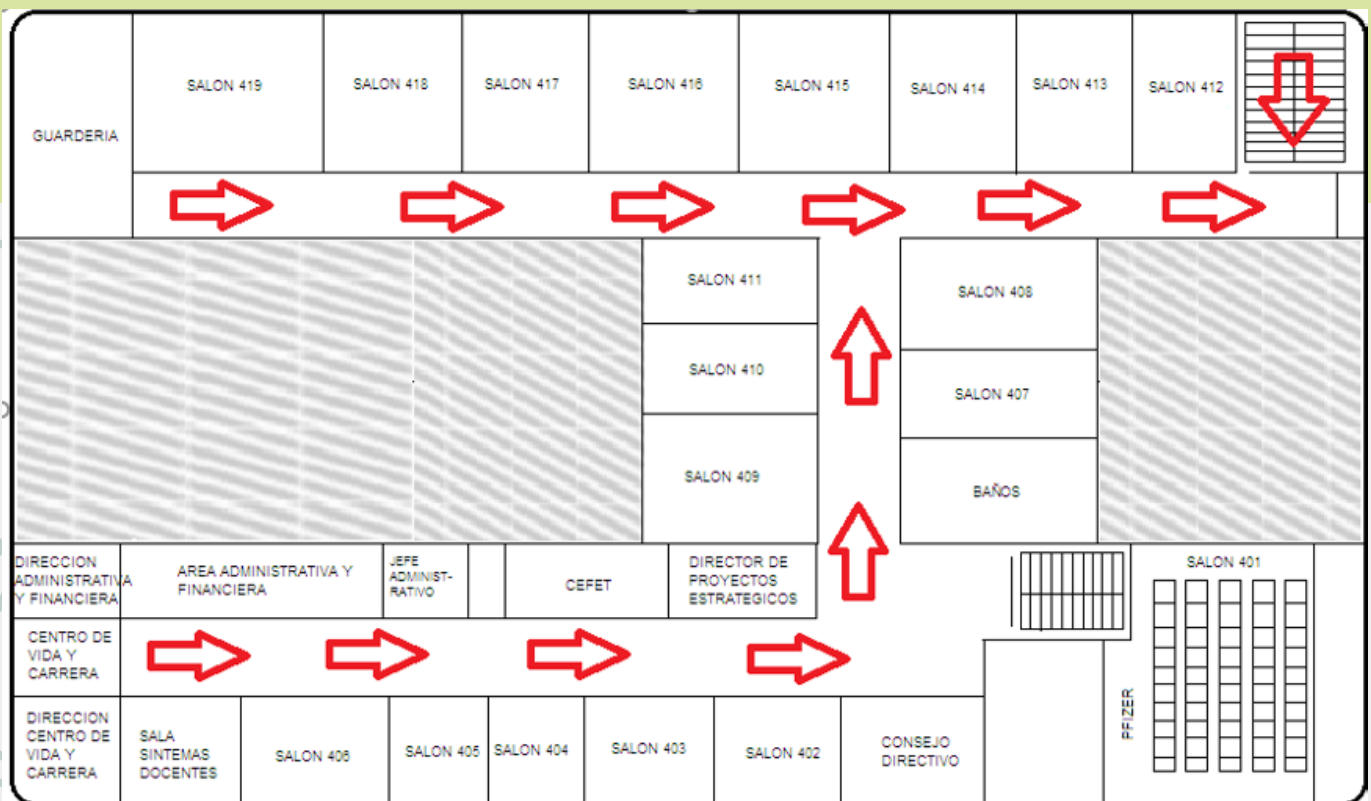 SALON 419
SALON 418
SALON 417
SALON 416
SALON 415
SALON 414
SALON 413
SALON 412
GUARDERIA
SALON 411
SALON 408
SALON 410
SALON 407
SALON 409
BAÑOS
DIRECCION
ADMINISTRATIVA
Y FINANCIERA
AREA ADMINISTRATIVA Y
FINANCIERA
JEFE
ADMINIST-
RATIVO
CEFET
DIRECTOR DE
PROYECTOS
ESTRATEGICOS
SALON 401
CENTRO DE
VIDA Y
CARRERA
DIRECCION
CENTRO DE
VIDA Y
CARRERA
SALA
SINTEMAS
DOCENTES
SALON 406
SALON 405
SALON 404
SALON 403
SALON 402
CONSEJO
DIRECTIVO
PFIZER